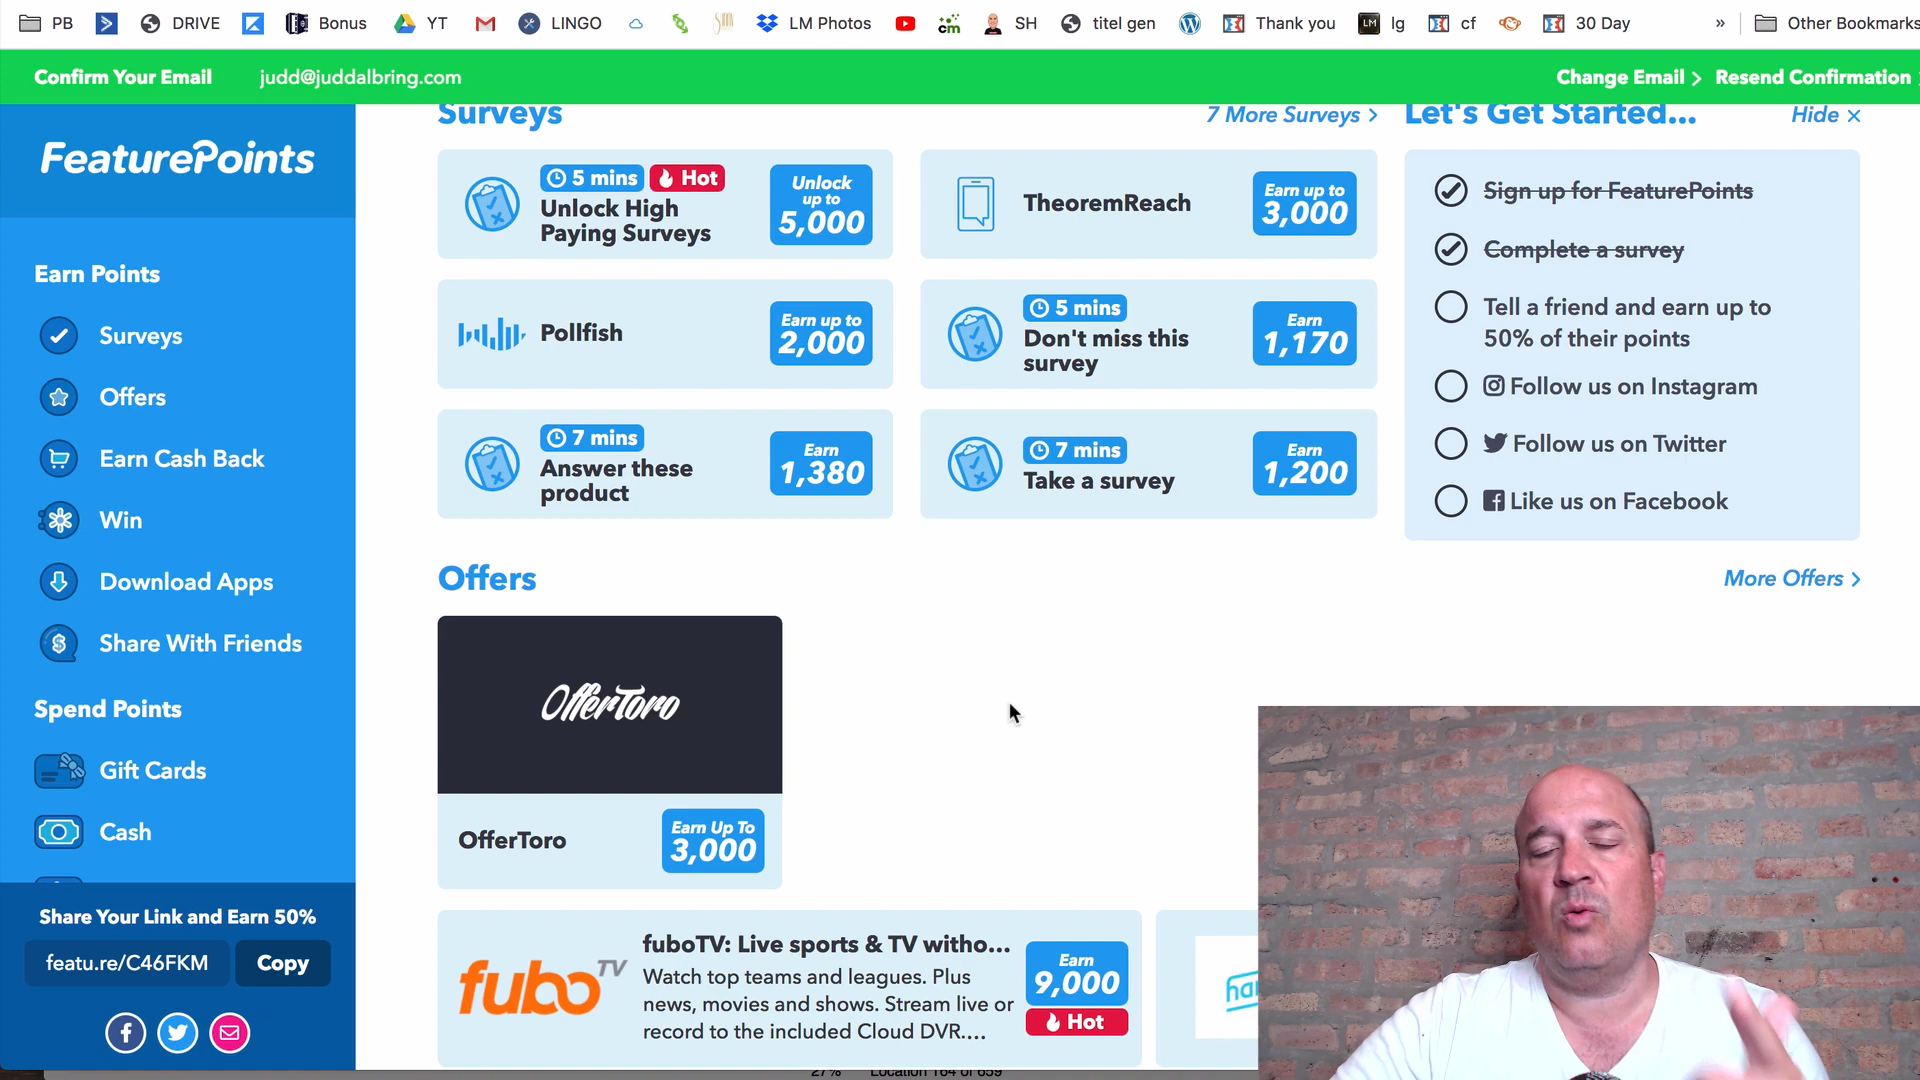 PB
DRIVE
Bonus
YT
LINGO
LM Photos
cm
SH
titel gen
Thank you
LM
lg
cf
30 Day
»
Other Bookmarks
Confirm Your Email
judd@juddalbring.com
Change Email >
Resend Confirmation
FeaturePoints
Earn Points
Surveys
Offers
Earn Cash Back
Win
Download Apps
Share With Friends
Spend Points
Gift Cards
Cash
Share Your Link and Earn 50%
featu.re/C46FKM
Copy
Surveys
7 More Surveys >
5 mins
Hot
Unlock High
Paying Surveys
Unlock
up to
5,000
TheoremReach
Earn up to
3,000
Pollfish
Earn up to
2,000
5 mins
Don't miss this
survey
Earn
1,170
7 mins
Answer these
product
Earn
1,380
7 mins
Take a survey
Earn
1,200
Let's Get Started...
Hide ×
Sign up for FeaturePoints
Complete a survey
Tell a friend and earn up to
50% of their points
Follow us on Instagram
Follow us on Twitter
Like us on Facebook
Offers
More Offers >
OfferToro
OfferToro
Earn Up To
3,000
fubo TV
fuboTV: Live sports & TV witho...
Watch top teams and leagues. Plus
news, movies and shows. Stream live or
record to the included Cloud DVR....
Earn
9,000
Hot
27%
Location 164 of 659